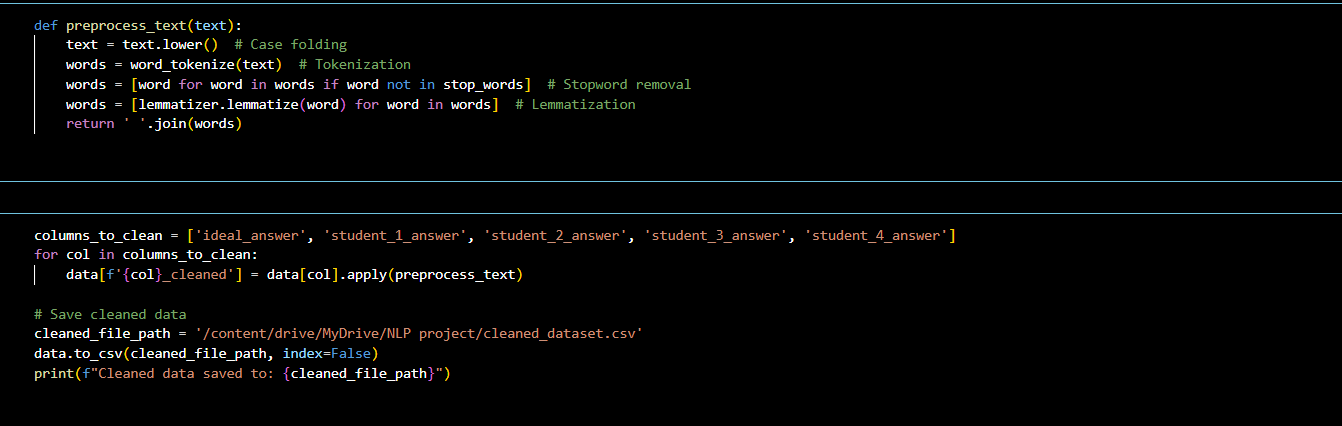 def preprocess_text(text):
    text = text.lower()  # Case folding
    words = word_tokenize(text)  # Tokenization
    words = [word for word in words if word not in stop_words]  # Stopword removal
    words = [lemmatizer.lemmatize(word) for word in words]  # Lemmatization
    return ' '.join(words)
columns_to_clean = ['ideal_answer', 'student_1_answer', 'student_2_answer', 'student_3_answer', 'student_4_answer']
for col in columns_to_clean:
    data[f'{col}_cleaned'] = data[col].apply(preprocess_text)
# Save cleaned data
cleaned_file_path = '/content/drive/MyDrive/NLP project/cleaned_dataset.csv'
data.to_csv(cleaned_file_path, index=False)
print(f"Cleaned data saved to: {cleaned_file_path}")